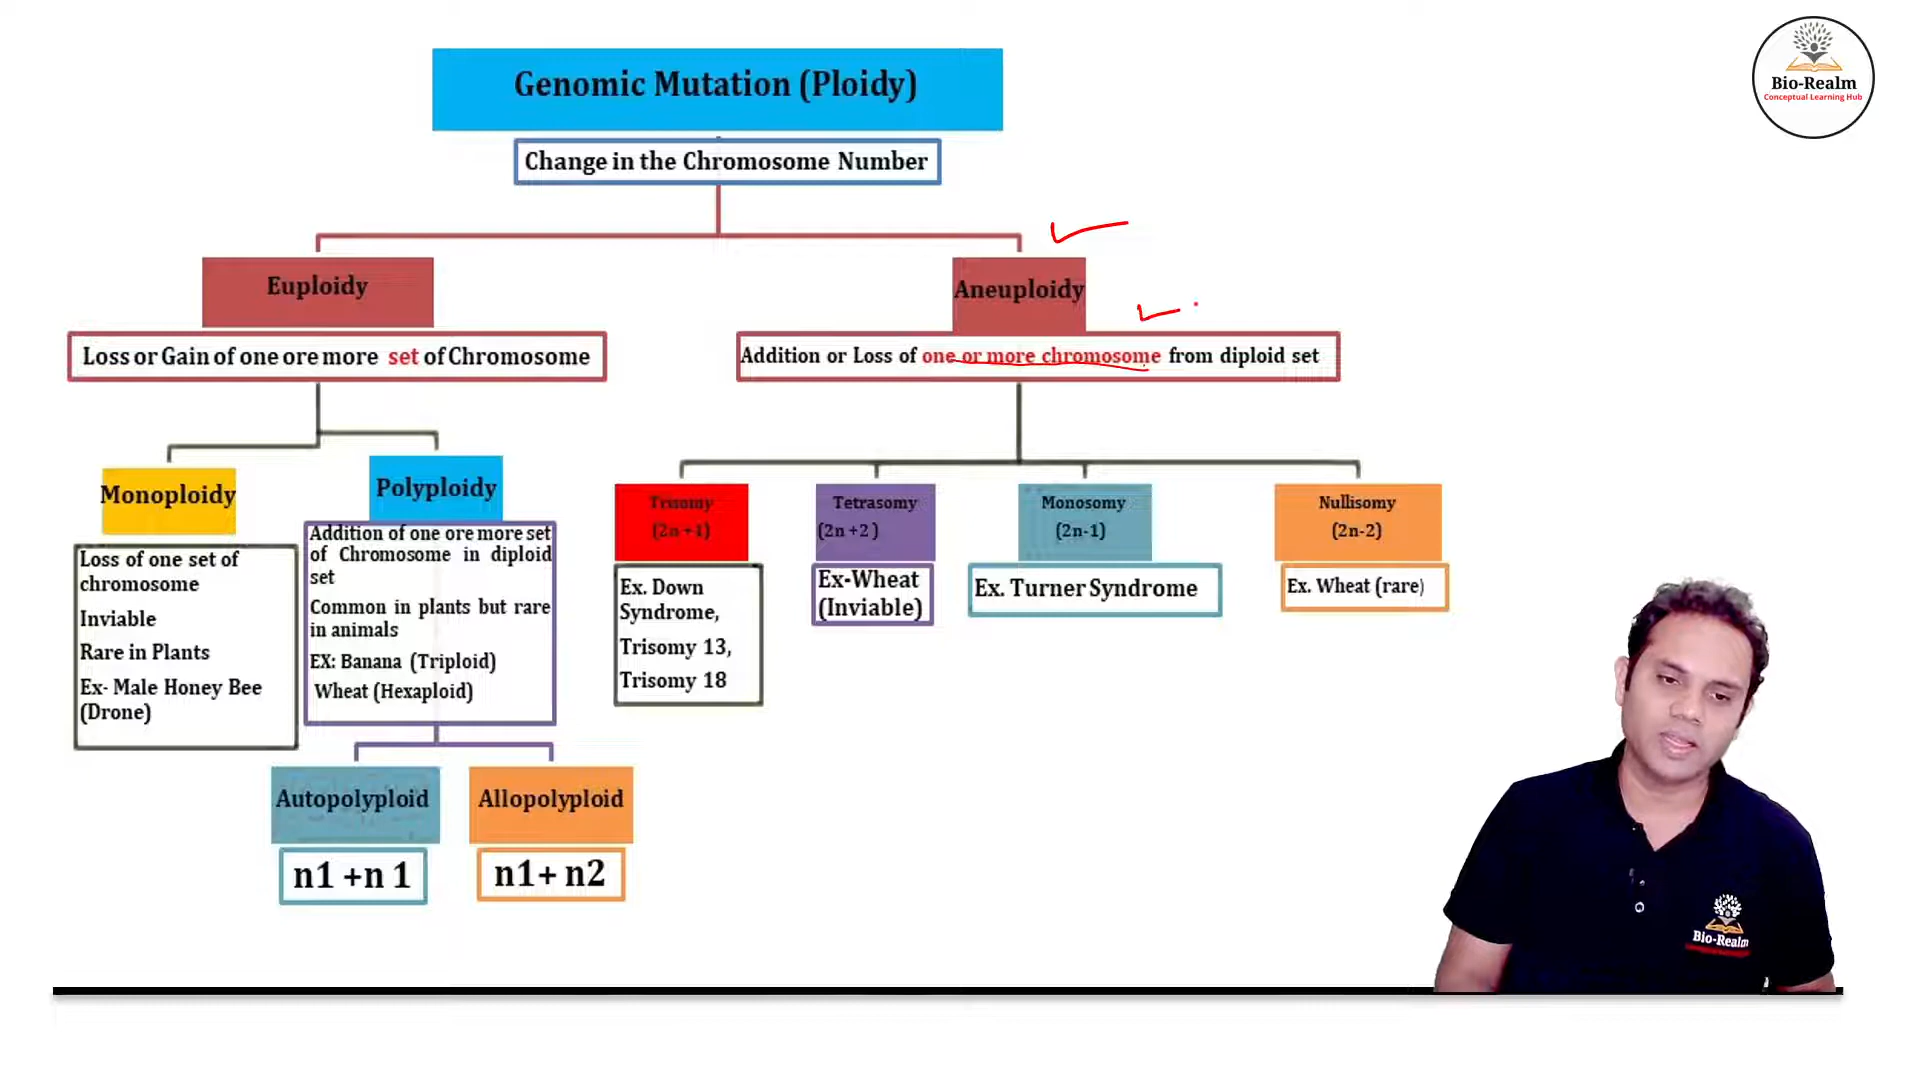 Bio-Realm
Conceptual Learning Hub
Genomic Mutation (Ploidy)
Change in the Chromosome Number
Euploidy
Loss or Gain of one ore more set of Chromosome
Aneuploidy
Addition or Loss of one or more chromosome from diploid set
Monoploidy
Loss of one set of
chromosome
Inviable
Rare in Plants
Ex- Male Honey Bee
(Drone)
Polyploidy
Addition of one ore more set
of Chromosome in diploid
set
Common in plants but rare
in animals
EX: Banana (Triploid)
Wheat (Hexaploid)
Autopolyploid
n1 +n 1
Allopolyploid
n1+ n2
Trisomy
(2n +1)
Ex. Down
Syndrome,
Trisomy 13,
Trisomy 18
Tetrasomy
(2n +2 )
Ex-Wheat
(Inviable)
Monosomy
(2n-1)
Ex. Turner Syndrome
Nullisomy
(2n-2)
Ex. Wheat (rare)
Bio-Realm